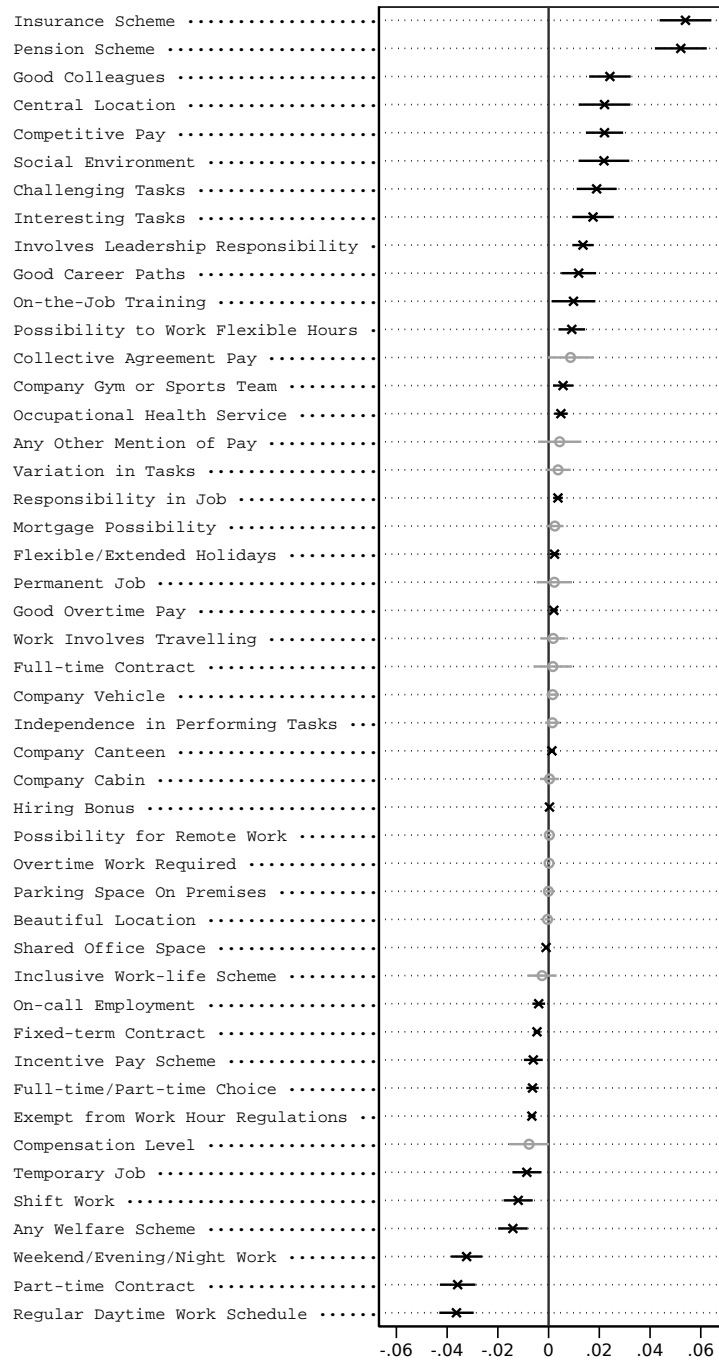 Insurance Scheme
Pension Scheme
Good Colleagues
Central Location
Competitive Pay
Social Environment
Challenging Tasks
Interesting Tasks
Involves Leadership Responsibility
Good Career Paths
On-the-Job Training
Possibility to Work Flexible Hours
Collective Agreement Pay
Company Gym or Sports Team
Occupational Health Service
Any Other Mention of Pay
Variation in Tasks
Responsibility in Job
Mortgage Possibility
Flexible/Extended Holidays
Permanent Job
Good Overtime Pay
Work Involves Travelling
Full-time Contract
Company Vehicle
Independence in Performing Tasks
Company Canteen
Company Cabin
Hiring Bonus
Possibility for Remote Work
Overtime Work Required
Parking Space On Premises
Beautiful Location
Shared Office Space
Inclusive Work-life Scheme
On-call Employment
Fixed-term Contract
Incentive Pay Scheme
Full-time/Part-time Choice
Exempt from Work Hour Regulations
Compensation Level
Temporary Job
Shift Work
Any Welfare Scheme
Weekend/Evening/Night Work
Part-time Contract
Regular Daytime Work Schedule
-.06 -.04 -.02 0 .02 .04 .06